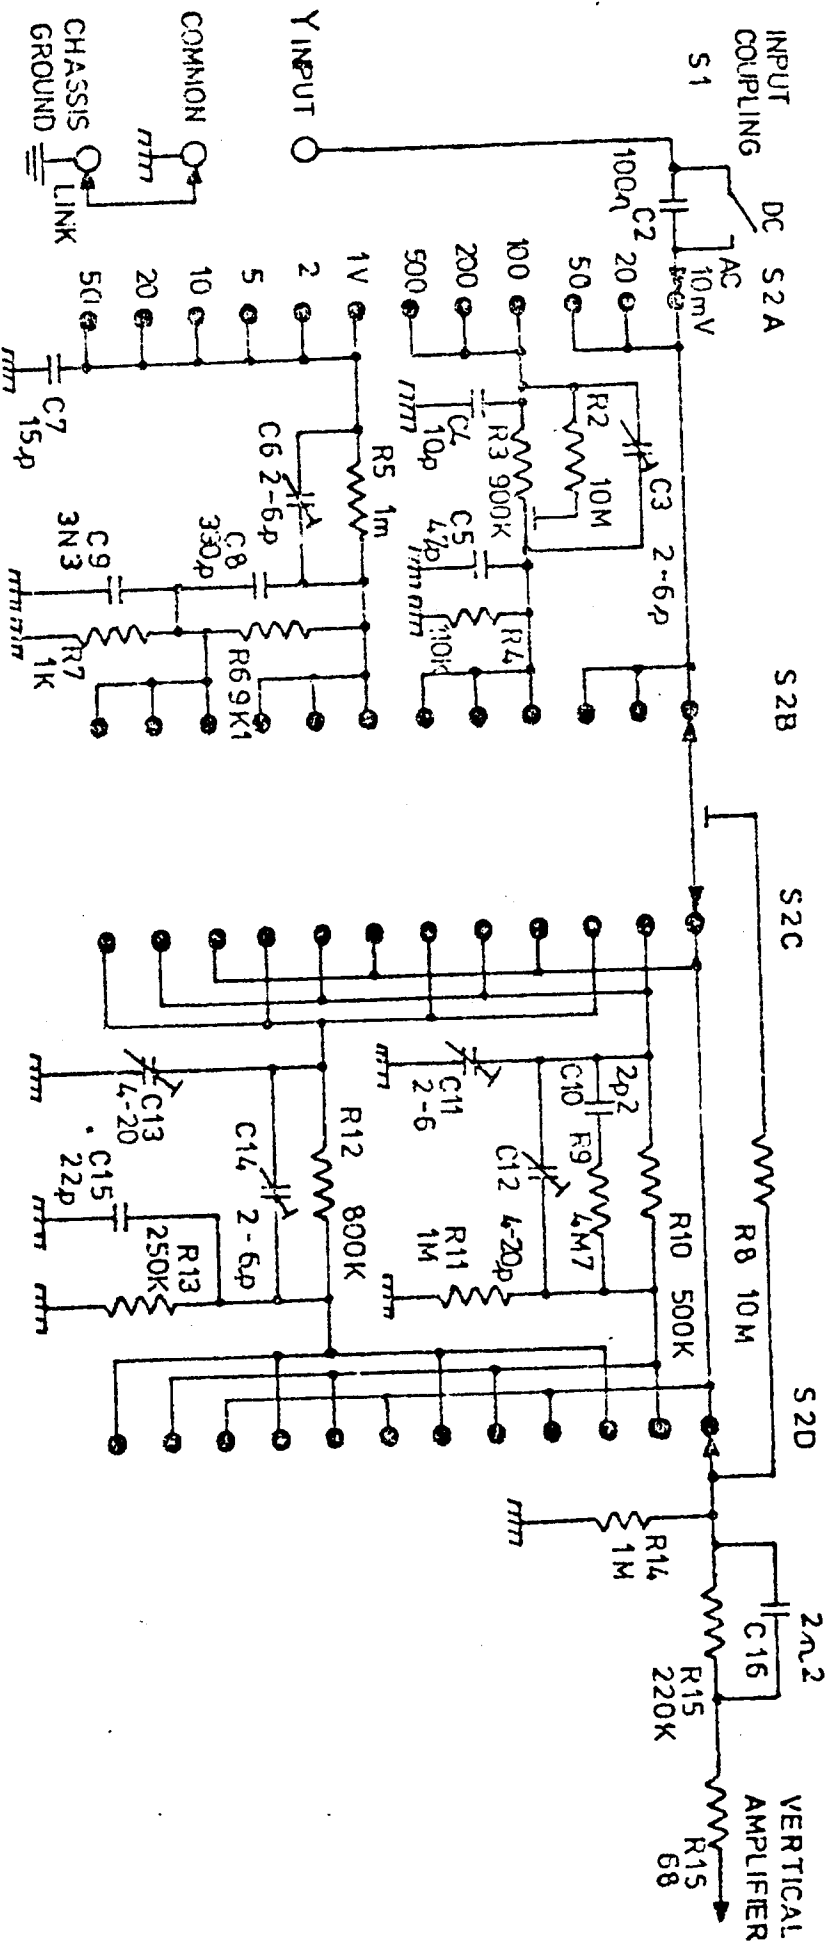 INPUT
COUPLING
S1
DC
AC
S2A
S2B
S2C
S2D
Y INPUT
COMMON
CHASSIS
GROUND
LINK
100n
C2
10mV
20
50
100
200
500
1V
2
5
10
20
50
C3 2-6p
R2 10M
R3 900K
C4
10p
C5
47p
R4
110K
R5 1m
C6 2-6p
C7
15p
C8
330p
C9
3N3
R6 9K1
R7
1K
R8 10M
2p2
C10
R9
4M7
R10 500K
C11
2-6
C12 4-20p
R11
1M
R12 800K
C13
4-20
C14 2-6p
C15
22p
R13
250K
R14
1M
2n2
C16
R15
220K
R15
68
VERTICAL
AMPLIFIER